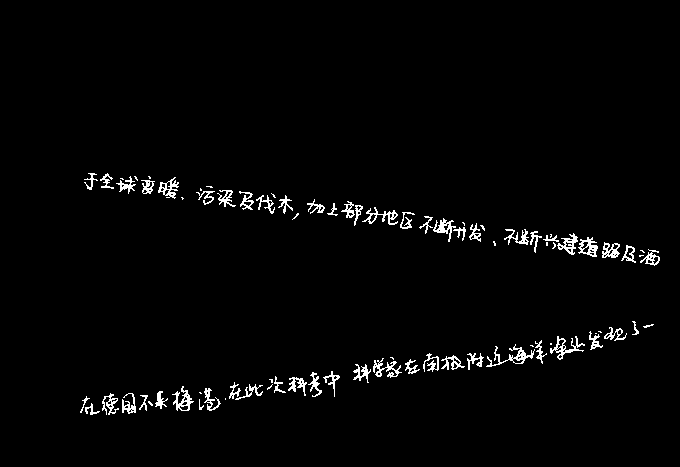 于全球变暖、污染及伐木,加上部分地区不断开发、不断兴建道路及酒
在德国不来梅港.在此次科考中 科学家在南极附近海洋深处发现了一